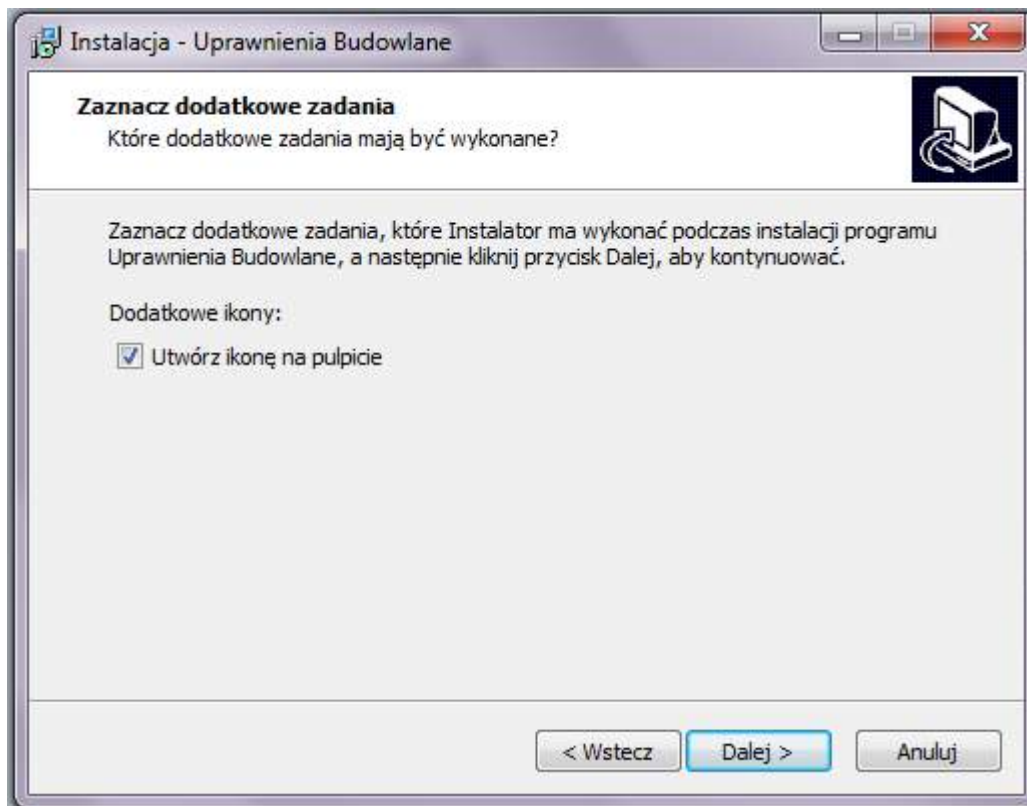 Instalacja - Uprawnienia Budowlane
Zaznacz dodatkowe zadania
Które dodatkowe zadania mają być wykonane?
Zaznacz dodatkowe zadania, które Instalator ma wykonać podczas instalacji programu
Uprawnienia Budowlane, a następnie kliknij przycisk Dalej, aby kontynuować.
Dodatkowe ikony:
Utwórz ikonę na pulpicie
< Wstecz
Dalej >
Anuluj